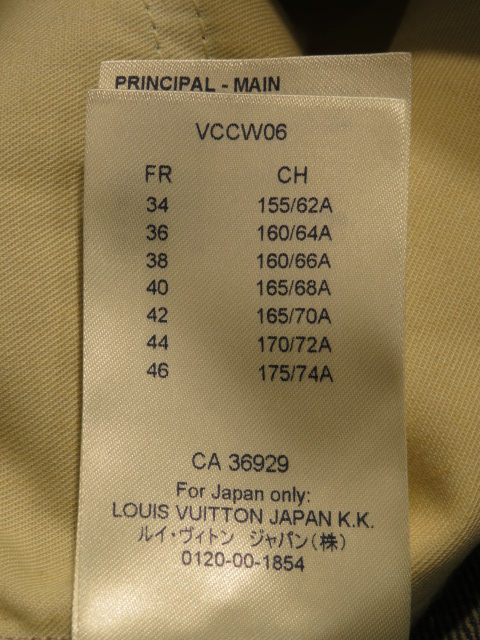 PRINCIPAL - MAIN
VCCW06
FR CH
34 155/62A
36 160/64A
38 160/66A
40 165/68A
42 165/70A
44 170/72A
46 175/74A
CA 36929
For Japan only:
LOUIS VUITTON JAPAN K.K.
ルイ・ヴィトン ジャパン(株)
0120-00-1854